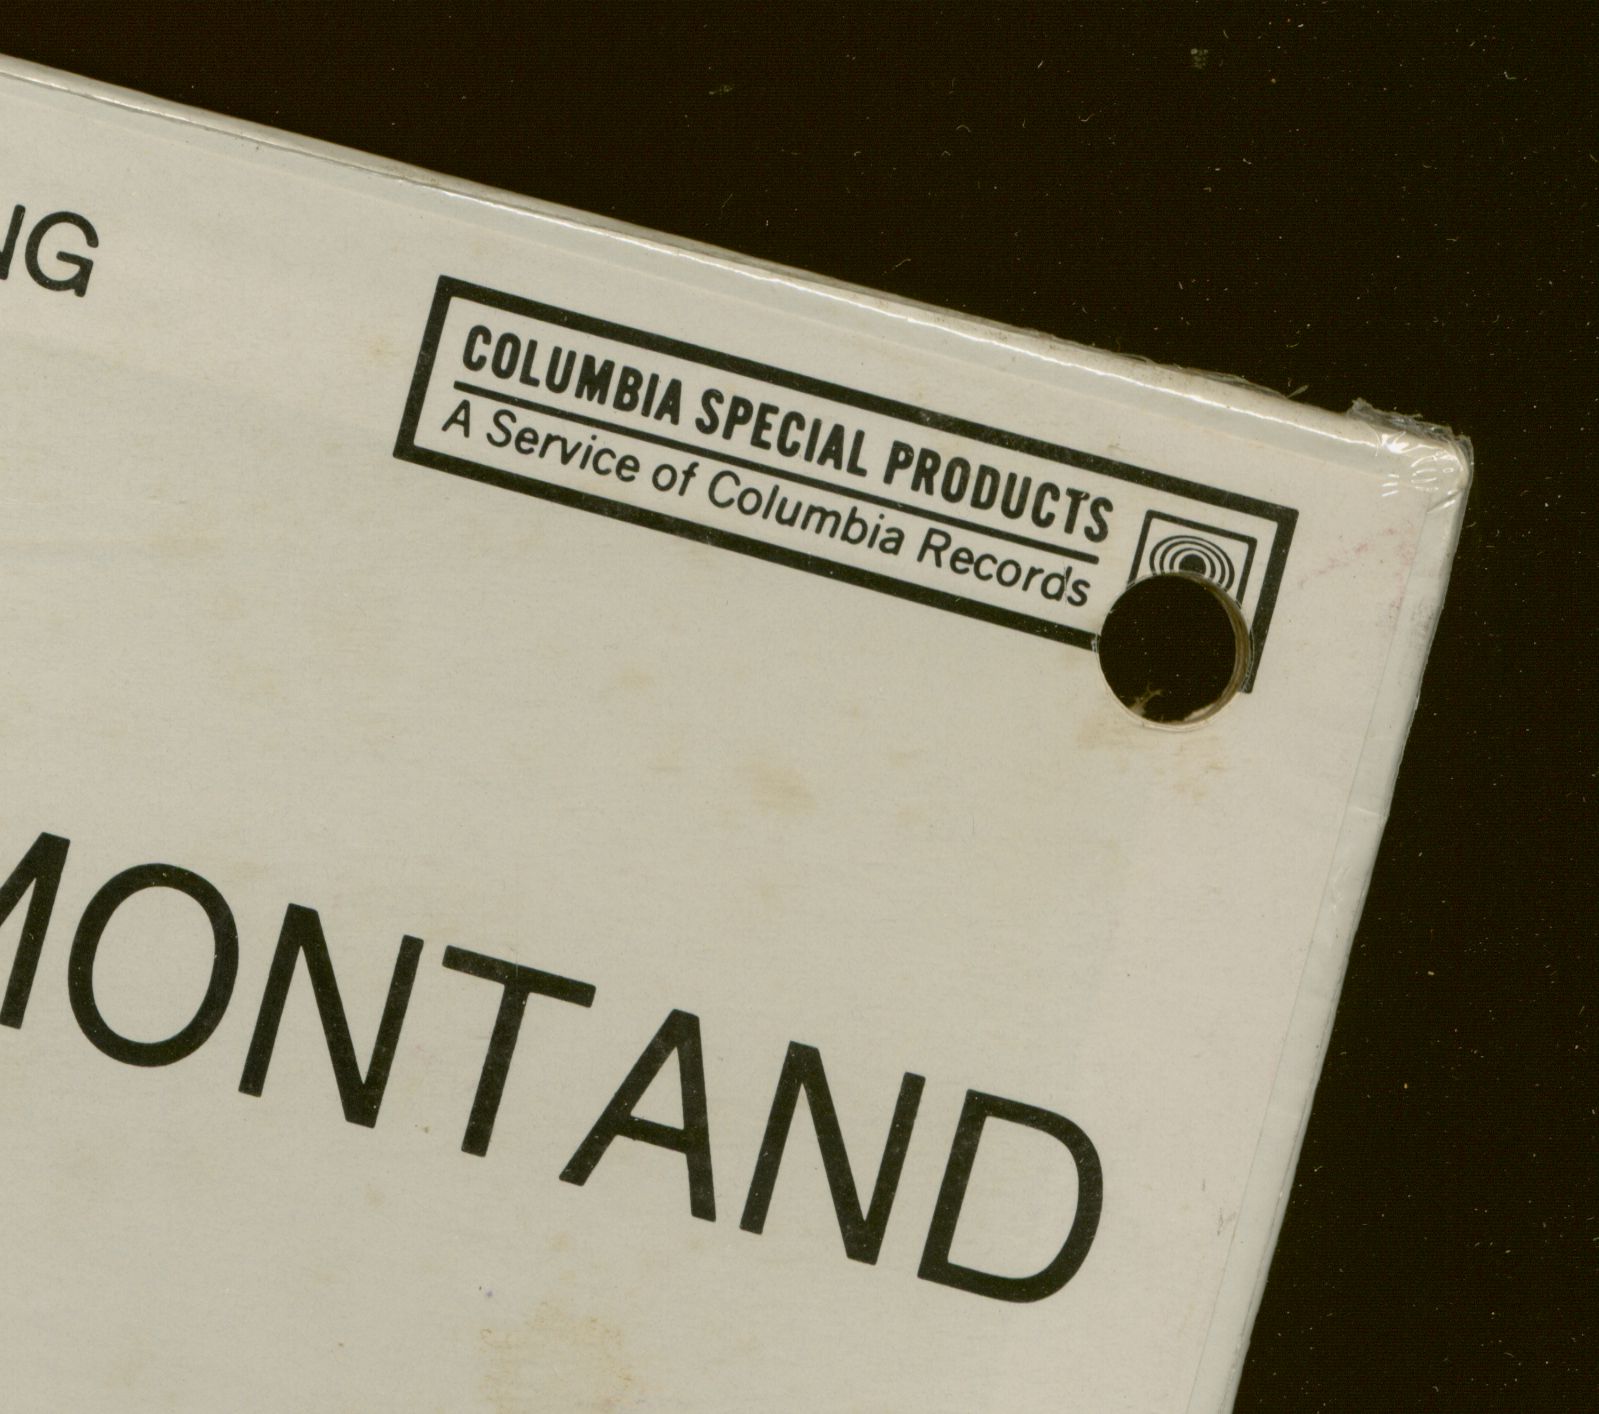 NG
COLUMBIA SPECIAL PRODUCTS
A Service of Columbia Records
MONTAND